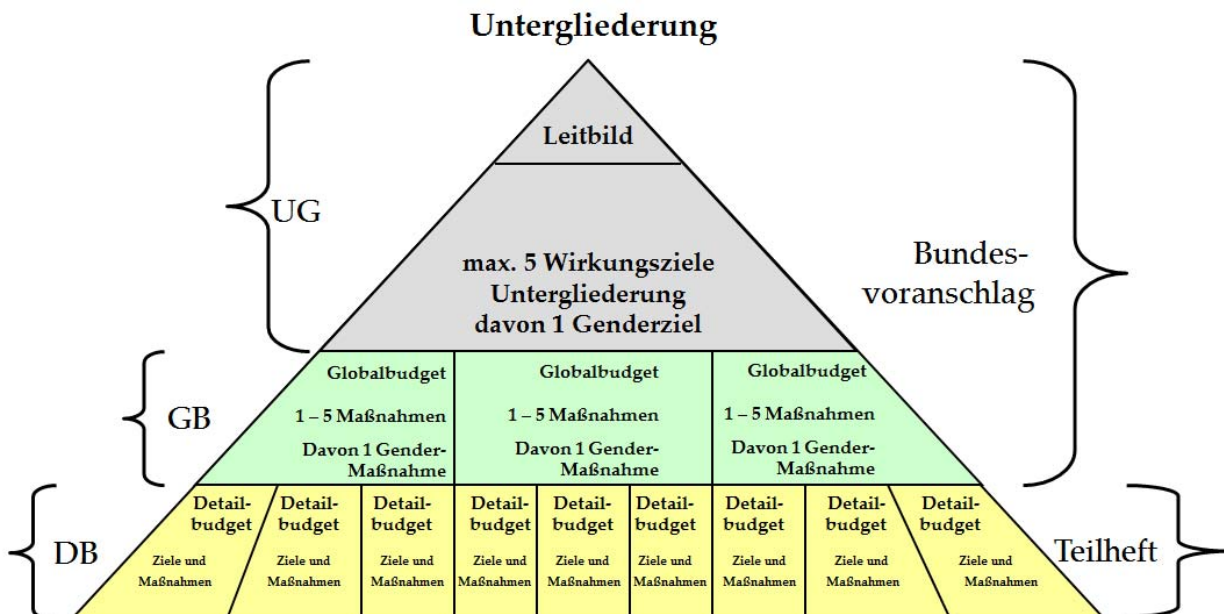 Untergliederung
Leitbild
UG
max. 5 Wirkungsziele
Untergliederung
davon 1 Genderziel
Bundes-
voranschlag
GB
Globalbudget
1 – 5 Maßnahmen
Davon 1 Gender-
Maßnahme
Globalbudget
1 – 5 Maßnahmen
Davon 1 Gender-
Maßnahme
Globalbudget
1 – 5 Maßnahmen
Davon 1 Gender-
Maßnahme
DB
Detail-
budget
Ziele und
Maßnahmen
Detail-
budget
Ziele und
Maßnahmen
Detail-
budget
Ziele und
Maßnahmen
Detail-
budget
Ziele und
Maßnahmen
Detail-
budget
Ziele und
Maßnahmen
Detail-
budget
Ziele und
Maßnahmen
Detail-
budget
Ziele und
Maßnahmen
Detail-
budget
Ziele und
Maßnahmen
Detail-
budget
Ziele und
Maßnahmen
Teilheft